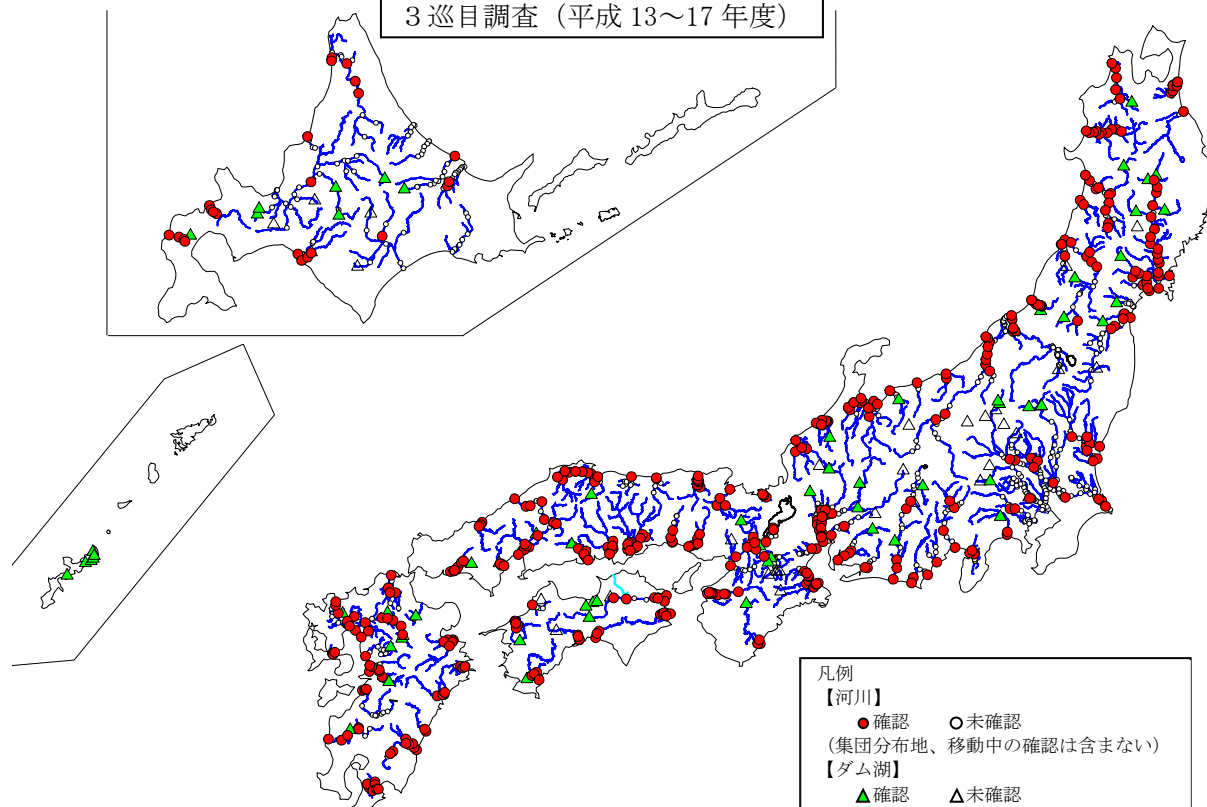 3巡目調査（平成 13～17 年度）
凡例
【河川】
確認 未確認
（集団分布地、移動中の確認は含まない）
【ダム湖】
確認 未確認